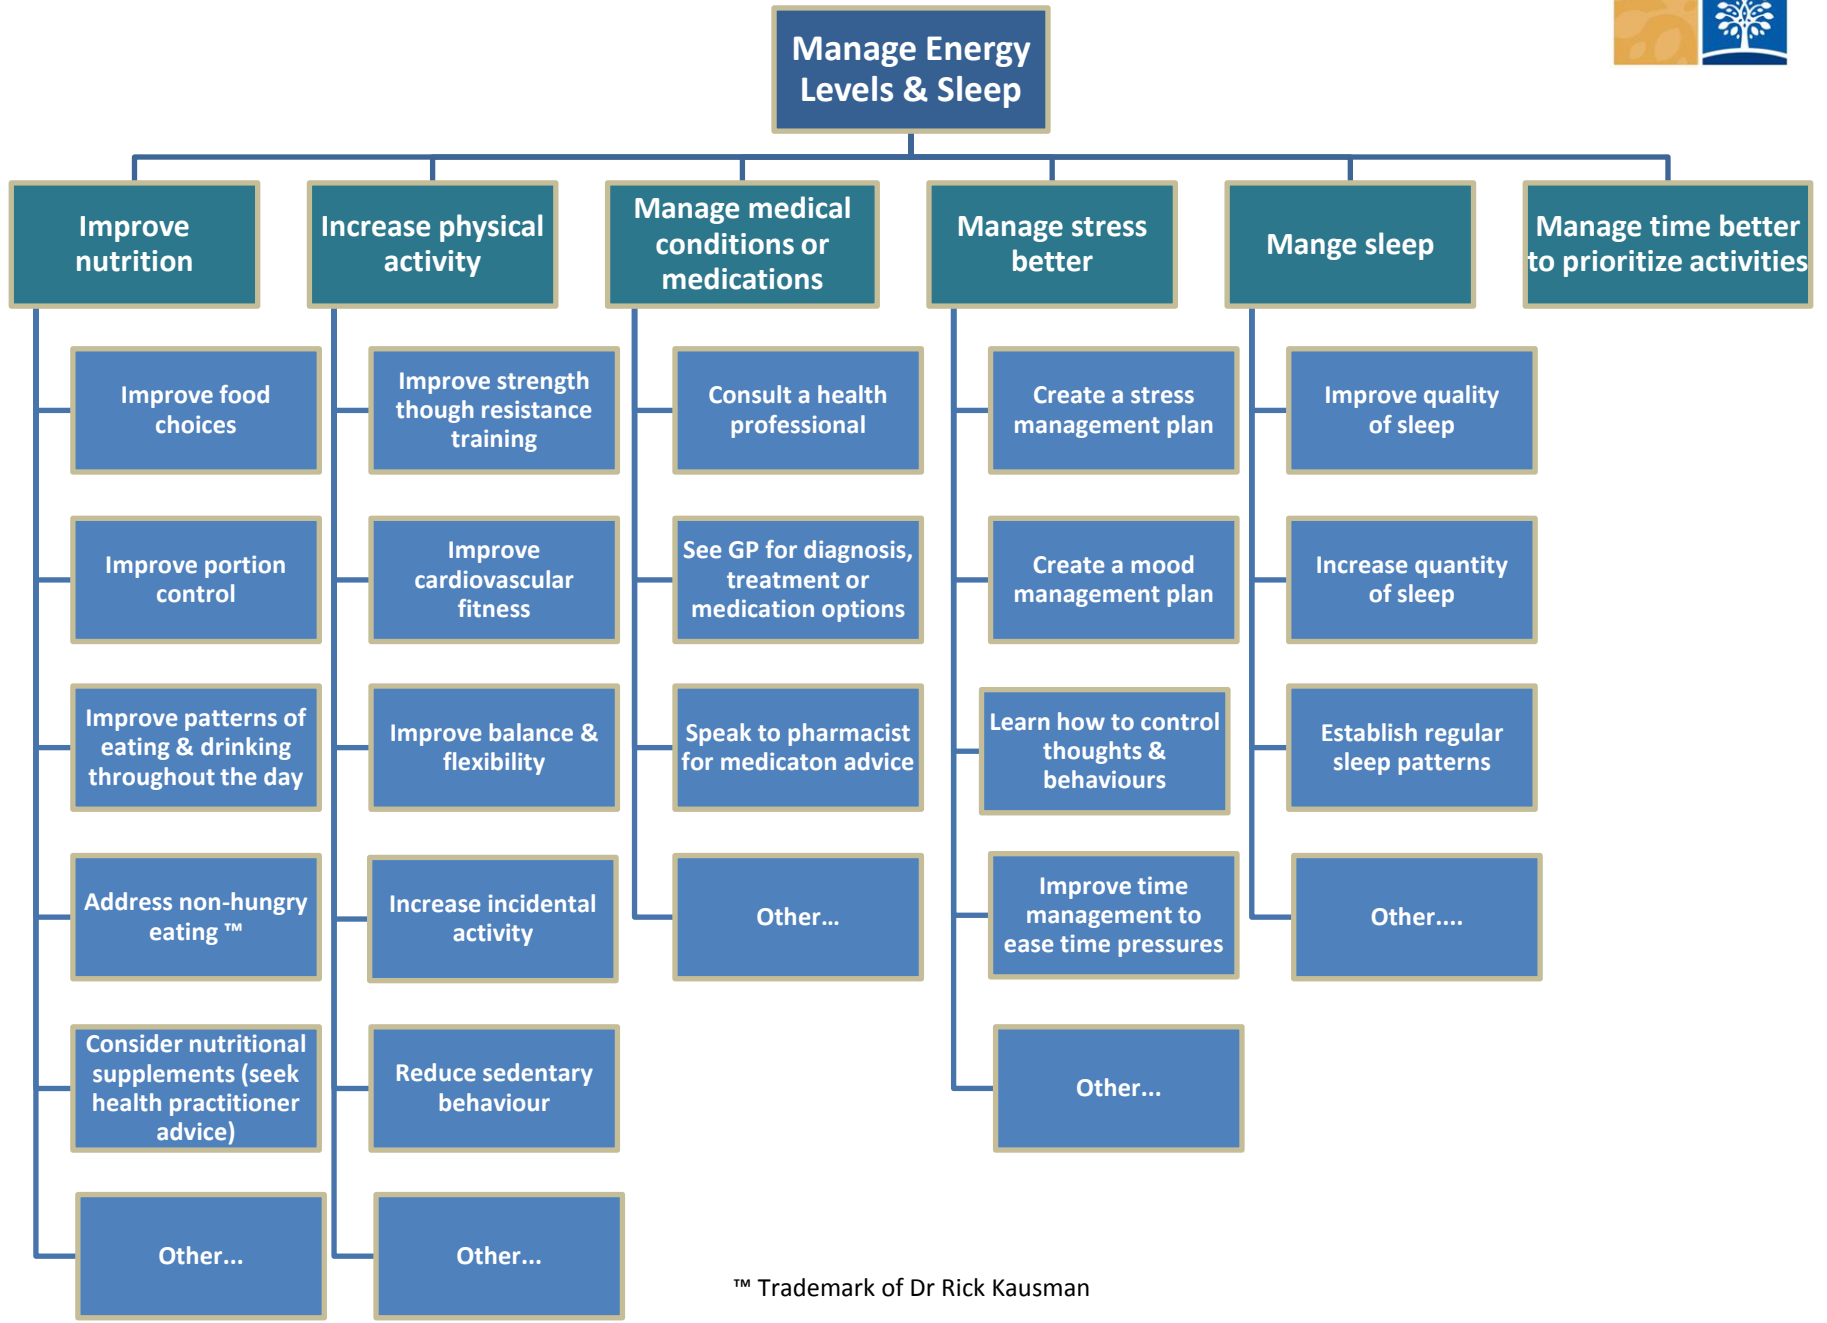 Manage Energy
Levels & Sleep
Improve
nutrition
Increase physical
activity
Manage medical
conditions or
medications
Manage stress
better
Mange sleep
Manage time better
to prioritize activities
Improve food
choices
Improve strength
though resistance
training
Consult a health
professional
Create a stress
management plan
Improve quality
of sleep
Improve portion
control
Improve
cardiovascular
fitness
See GP for diagnosis,
treatment or
medication options
Create a mood
management plan
Increase quantity
of sleep
Improve patterns of
eating & drinking
throughout the day
Improve balance &
flexibility
Speak to pharmacist
for medicaton advice
Learn how to control
thoughts &
behaviours
Establish regular
sleep patterns
Address non-hungry
eating ™
Increase incidental
activity
Other...
Improve time
management to
ease time pressures
Other....
Consider nutritional
supplements (seek
health practitioner
advice)
Reduce sedentary
behaviour
Other...
Other...
Other...
™ Trademark of Dr Rick Kausman